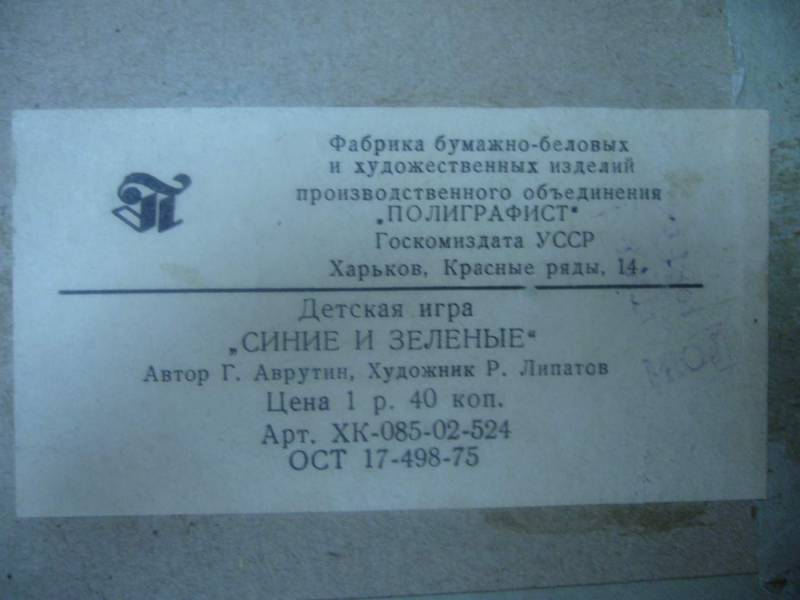 Фабрика бумажно-беловых
и художественных изделий
производственного объединения
„ПОЛИГРАФИСТ“
Госкомиздата УССР
Харьков, Красные ряды, 14.
Детская игра
„СИНИЕ И ЗЕЛЕНЫЕ“
Автор Г. Аврутин, Художник Р. Липатов
Цена 1 р. 40 коп.
Арт. ХК-085-02-524
ОСТ 17-498-75